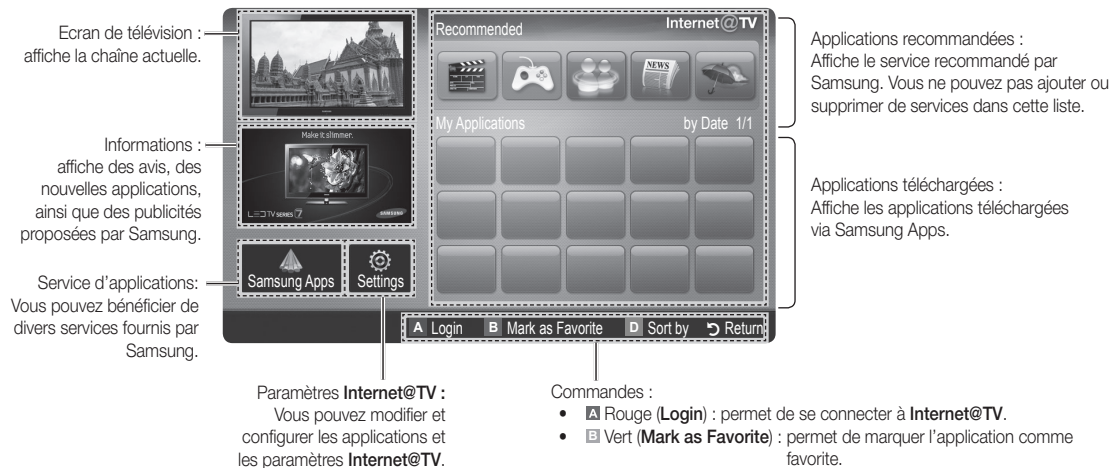 Ecran de télévision :
affiche la chaîne actuelle.
Informations :
affiche des avis, des
nouvelles applications,
ainsi que des publicités
proposées par Samsung.
Service d'applications:
Vous pouvez bénéficier de
divers services fournis par
Samsung.
Make it slimmer.
LED TV SERIES 7
SAMSUNG
Samsung Apps
Settings
Recommended
Internet@TV
NEWS
My Applications
by Date 1/1
A Login B Mark as Favorite D Sort by Return
Applications recommandées :
Affiche le service recommandé par
Samsung. Vous ne pouvez pas ajouter ou
supprimer de services dans cette liste.
Applications téléchargées :
Affiche les applications téléchargées
via Samsung Apps.
Paramètres Internet@TV :
Vous pouvez modifier et
configurer les applications et
les paramètres Internet@TV.
Commandes :
• A Rouge (Login) : permet de se connecter à Internet@TV.
• B Vert (Mark as Favorite) : permet de marquer l'application comme
favorite.